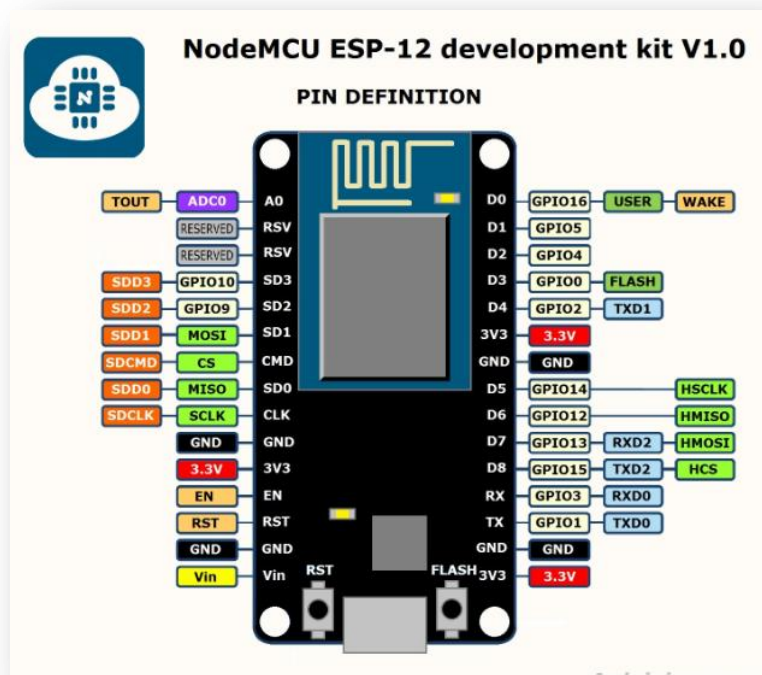 NodeMCU ESP-12 development kit V1.0
PIN DEFINITION
N
TOUT ADC0 A0 D0 GPIO16 USER WAKE
RESERVED RSV D1 GPIO5
RESERVED RSV D2 GPIO4
SDD3 GPIO10 SD3 D3 GPIO0 FLASH
SDD2 GPIO9 SD2 D4 GPIO2 TXD1
SDD1 MOSI SD1 3V3 3.3V
SDCMD CS CMD GND GND
SDD0 MISO SD0 D5 GPIO14 HSCLK
SDCLK SCLK CLK D6 GPIO12 HMISO
GND GND D7 GPIO13 RXD2 HMOSI
3.3V 3V3 D8 GPIO15 TXD2 HCS
EN EN RX GPIO3 RXD0
RST RST TX GPIO1 TXD0
GND GND GND GND
Vin Vin RST FLASH 3V3 3.3V